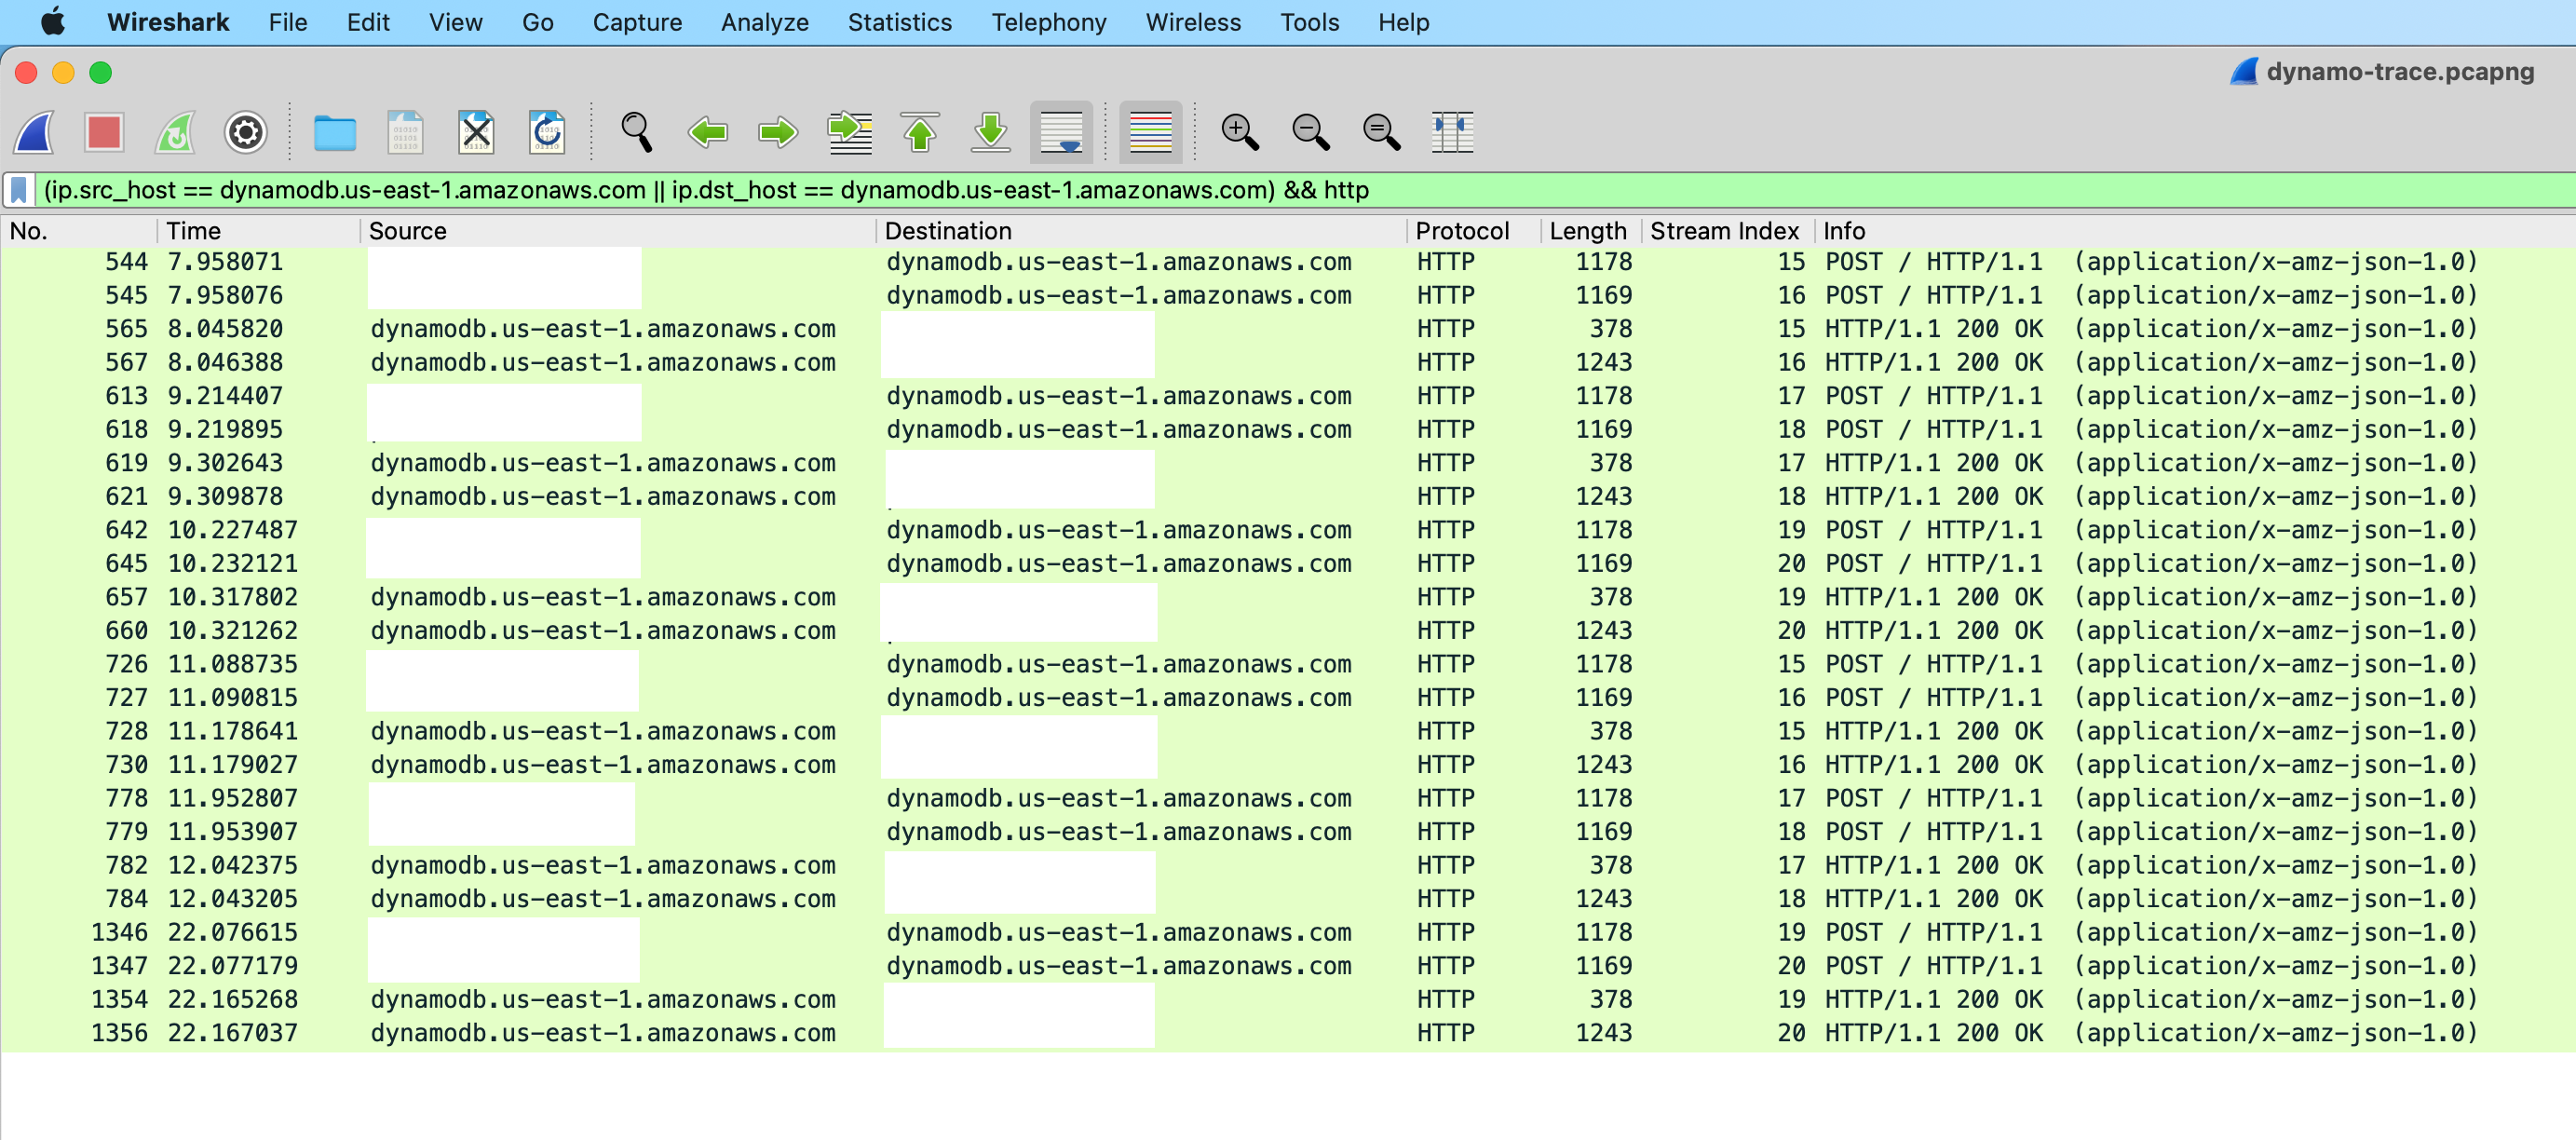 Wireshark File Edit View Go Capture Analyze Statistics Telephony Wireless Tools Help
dynamo-trace.pcapng
(ip.src_host == dynamodb.us-east-1.amazonaws.com || ip.dst_host == dynamodb.us-east-1.amazonaws.com) && http
No. Time Source Destination Protocol Length Stream Index Info
544 7.958071 dynamodb.us-east-1.amazonaws.com HTTP 1178 15 POST / HTTP/1.1 (application/x-amz-json-1.0)
545 7.958076 dynamodb.us-east-1.amazonaws.com HTTP 1169 16 POST / HTTP/1.1 (application/x-amz-json-1.0)
565 8.045820 dynamodb.us-east-1.amazonaws.com HTTP 378 15 HTTP/1.1 200 OK (application/x-amz-json-1.0)
567 8.046388 dynamodb.us-east-1.amazonaws.com HTTP 1243 16 HTTP/1.1 200 OK (application/x-amz-json-1.0)
613 9.214407 dynamodb.us-east-1.amazonaws.com HTTP 1178 17 POST / HTTP/1.1 (application/x-amz-json-1.0)
618 9.219895 dynamodb.us-east-1.amazonaws.com HTTP 1169 18 POST / HTTP/1.1 (application/x-amz-json-1.0)
619 9.302643 dynamodb.us-east-1.amazonaws.com HTTP 378 17 HTTP/1.1 200 OK (application/x-amz-json-1.0)
621 9.309878 dynamodb.us-east-1.amazonaws.com HTTP 1243 18 HTTP/1.1 200 OK (application/x-amz-json-1.0)
642 10.227487 dynamodb.us-east-1.amazonaws.com HTTP 1178 19 POST / HTTP/1.1 (application/x-amz-json-1.0)
645 10.232121 dynamodb.us-east-1.amazonaws.com HTTP 1169 20 POST / HTTP/1.1 (application/x-amz-json-1.0)
657 10.317802 dynamodb.us-east-1.amazonaws.com HTTP 378 19 HTTP/1.1 200 OK (application/x-amz-json-1.0)
660 10.321262 dynamodb.us-east-1.amazonaws.com HTTP 1243 20 HTTP/1.1 200 OK (application/x-amz-json-1.0)
726 11.088735 dynamodb.us-east-1.amazonaws.com HTTP 1178 15 POST / HTTP/1.1 (application/x-amz-json-1.0)
727 11.090815 dynamodb.us-east-1.amazonaws.com HTTP 1169 16 POST / HTTP/1.1 (application/x-amz-json-1.0)
728 11.178641 dynamodb.us-east-1.amazonaws.com HTTP 378 15 HTTP/1.1 200 OK (application/x-amz-json-1.0)
730 11.179027 dynamodb.us-east-1.amazonaws.com HTTP 1243 16 HTTP/1.1 200 OK (application/x-amz-json-1.0)
778 11.952807 dynamodb.us-east-1.amazonaws.com HTTP 1178 17 POST / HTTP/1.1 (application/x-amz-json-1.0)
779 11.953907 dynamodb.us-east-1.amazonaws.com HTTP 1169 18 POST / HTTP/1.1 (application/x-amz-json-1.0)
782 12.042375 dynamodb.us-east-1.amazonaws.com HTTP 378 17 HTTP/1.1 200 OK (application/x-amz-json-1.0)
784 12.043205 dynamodb.us-east-1.amazonaws.com HTTP 1243 18 HTTP/1.1 200 OK (application/x-amz-json-1.0)
1346 22.076615 dynamodb.us-east-1.amazonaws.com HTTP 1178 19 POST / HTTP/1.1 (application/x-amz-json-1.0)
1347 22.077179 dynamodb.us-east-1.amazonaws.com HTTP 1169 20 POST / HTTP/1.1 (application/x-amz-json-1.0)
1354 22.165268 dynamodb.us-east-1.amazonaws.com HTTP 378 19 HTTP/1.1 200 OK (application/x-amz-json-1.0)
1356 22.167037 dynamodb.us-east-1.amazonaws.com HTTP 1243 20 HTTP/1.1 200 OK (application/x-amz-json-1.0)